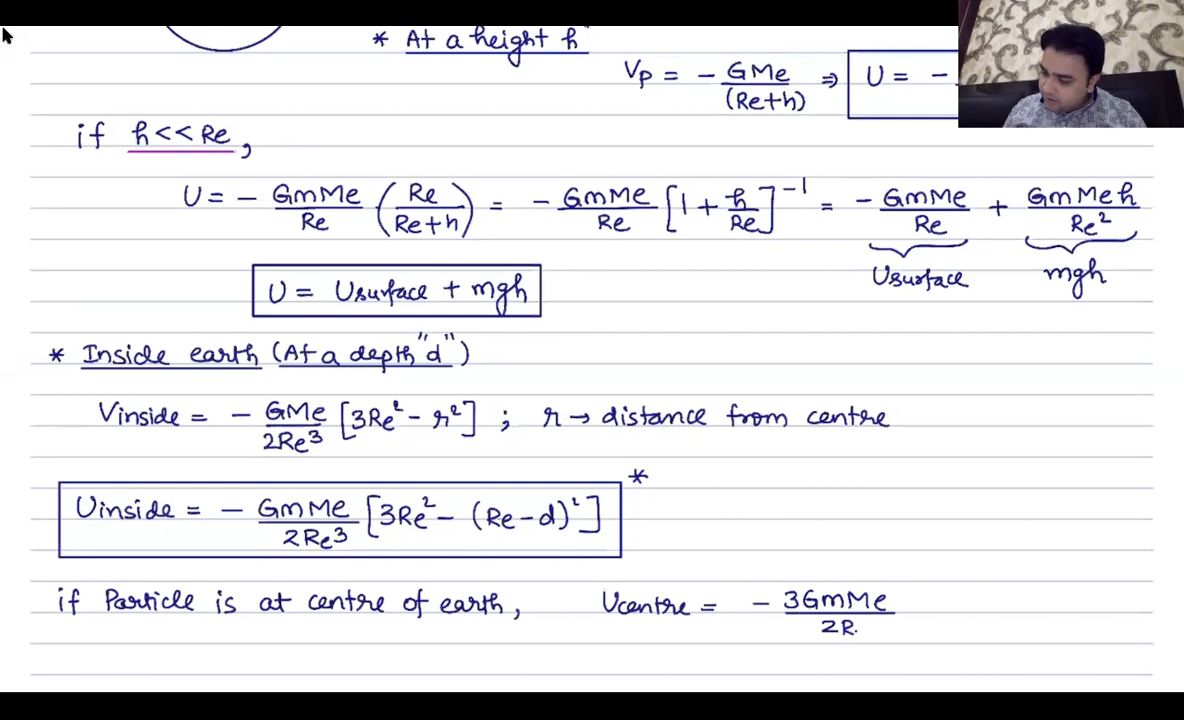 * At a height h
Vp = - GMe/(Re+h) ⇒ U = -
if h<<Re,
U = - GmMe/Re (Re/(Re+h)) = - GmMe/Re [1 + h/Re]^-1 = - GmMe/Re + GmMeh/Re²
Usurface mgh
U = Usurface + mgh
* Inside earth (At a depth "d")
Vinside = - GMe/2Re³ [3Re² - r²] ; r → distance from centre
Uinside = - GmMe/2Re³ [3Re² - (Re-d)²] *
if Particle is at centre of earth, Ucentre = - 3GmMe/2R